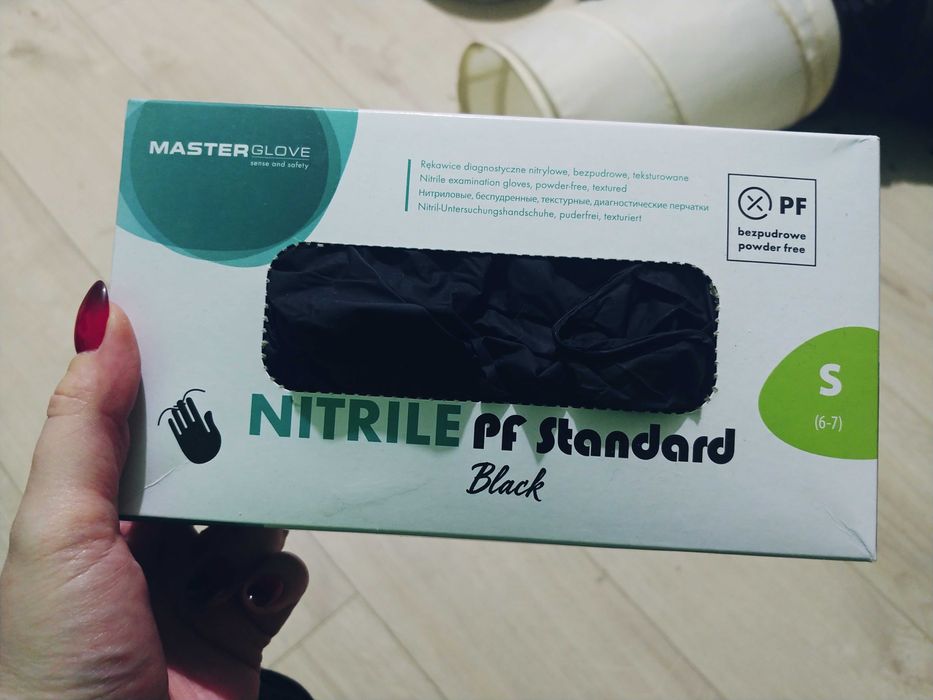 MASTERGLOVE
sense and safety
Rękawice diagnostyczne nitrylowe, bezpudrowe, teksturowane
Nitrile examination gloves, powder-free, textured
Нитриловые, беспудренные, текстурные, диагностические перчатки
Nitril-Untersuchungshandschuhe, puderfrei, texturiert
PF
bezpudrowe
powder free
S
(6-7)
NITRILE PF Standard
Black